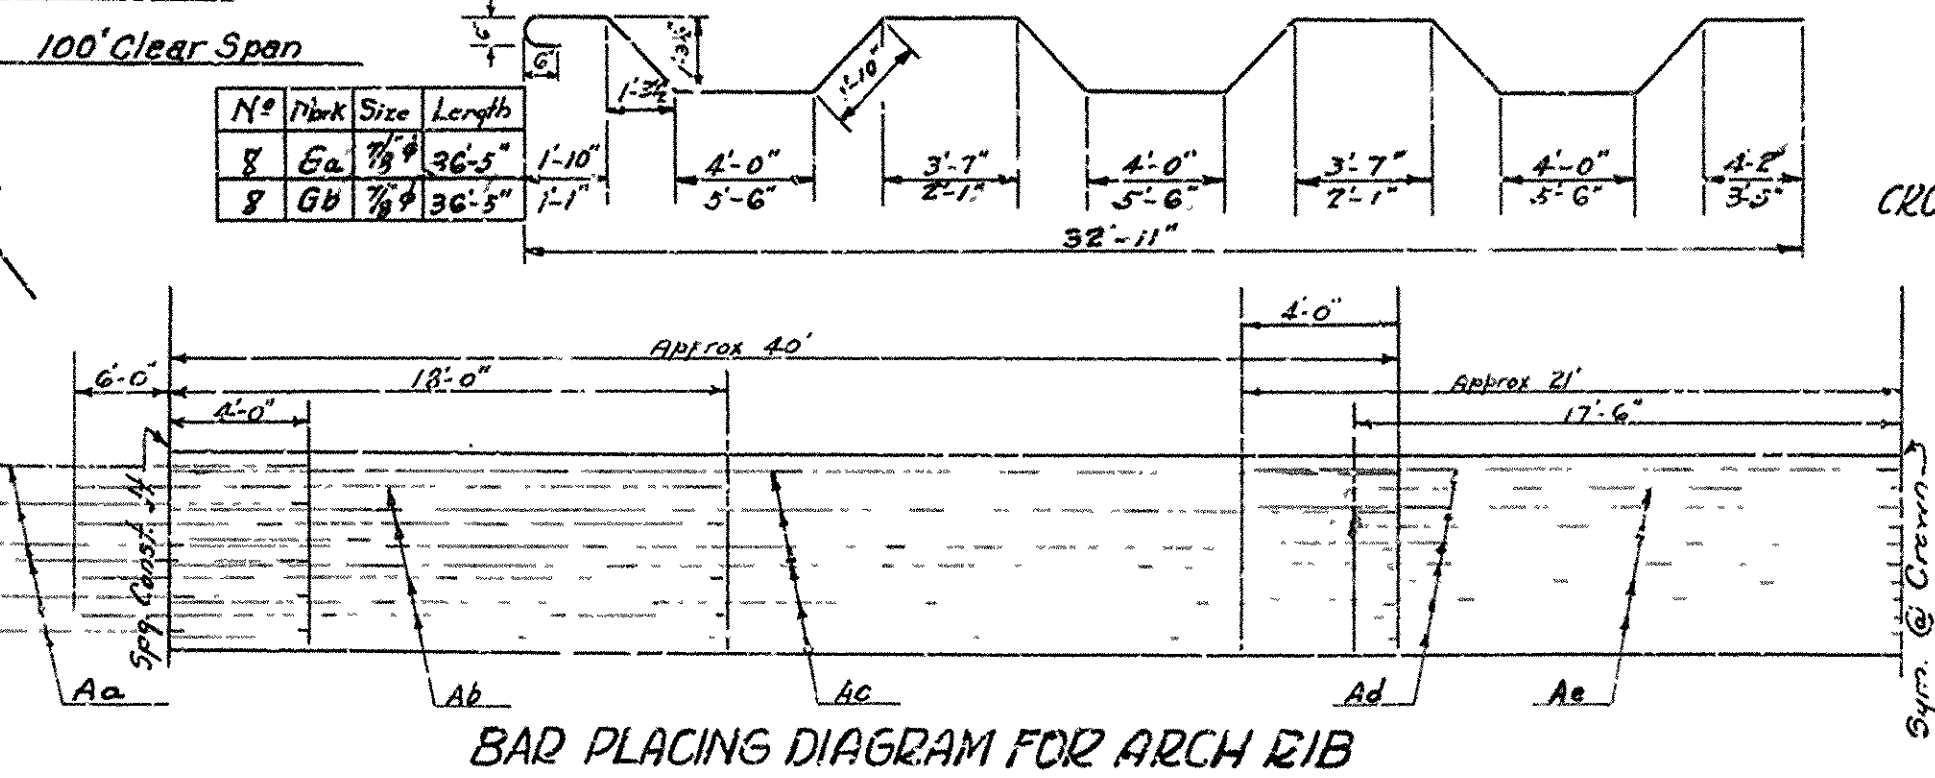 100' Clear Span
6"
6"
1'-3½"
1'-3½"
1'-10"
Nº Mark Size Length
8 Ga 7/8"ϕ 36'-5" 1'-10" 4'-0" 3'-7" 4'-0" 3'-7" 4'-0" 4'-2"
8 Gb 7/8"ϕ 36'-5" 1'-1" 5'-6" 2'-1" 5'-6" 2'-1" 5'-6" 3'-5"
32'-11"
4'-0"
Approx 40'
6'-0" 18'-0" Approx 21'
4'-0" 17'-6"
Spg. Const. Jt.
Sym. @ Crown
Aa Ab Ac Ad Ae
BAR PLACING DIAGRAM FOR ARCH RIB